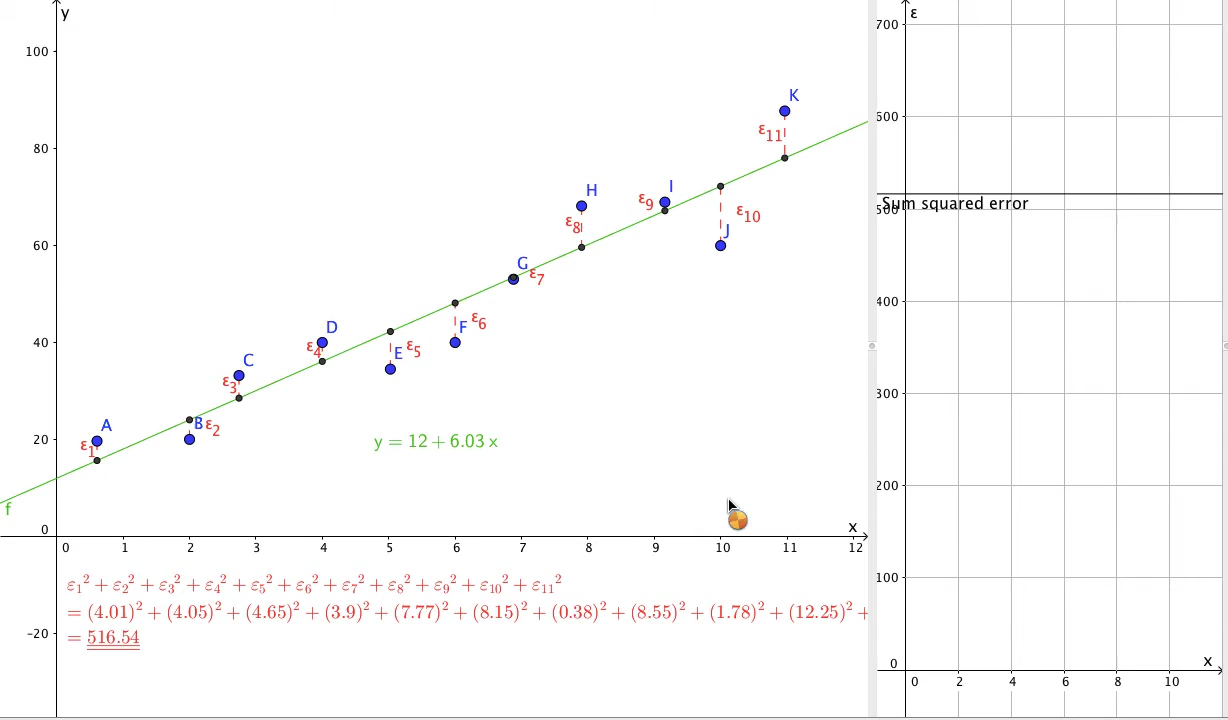 y
100
80
60
40
20
0
-20
x
0 1 2 3 4 5 6 7 8 9 10 11 12
A
B
C
D
E
F
G
H
I
J
K
ε1
ε2
ε3
ε4
ε5
ε6
ε7
ε8
ε9
ε10
ε11
f
y = 12 + 6.03 x
ε₁² + ε₂² + ε₃² + ε₄² + ε₅² + ε₆² + ε₇² + ε₈² + ε₉² + ε₁₀² + ε₁₁²
= (4.01)² + (4.05)² + (4.65)² + (3.9)² + (7.77)² + (8.15)² + (0.38)² + (8.55)² + (1.78)² + (12.25)² +
= 516.54
ε
700
600
500
Sum squared error
400
300
200
100
0
x
0 2 4 6 8 10